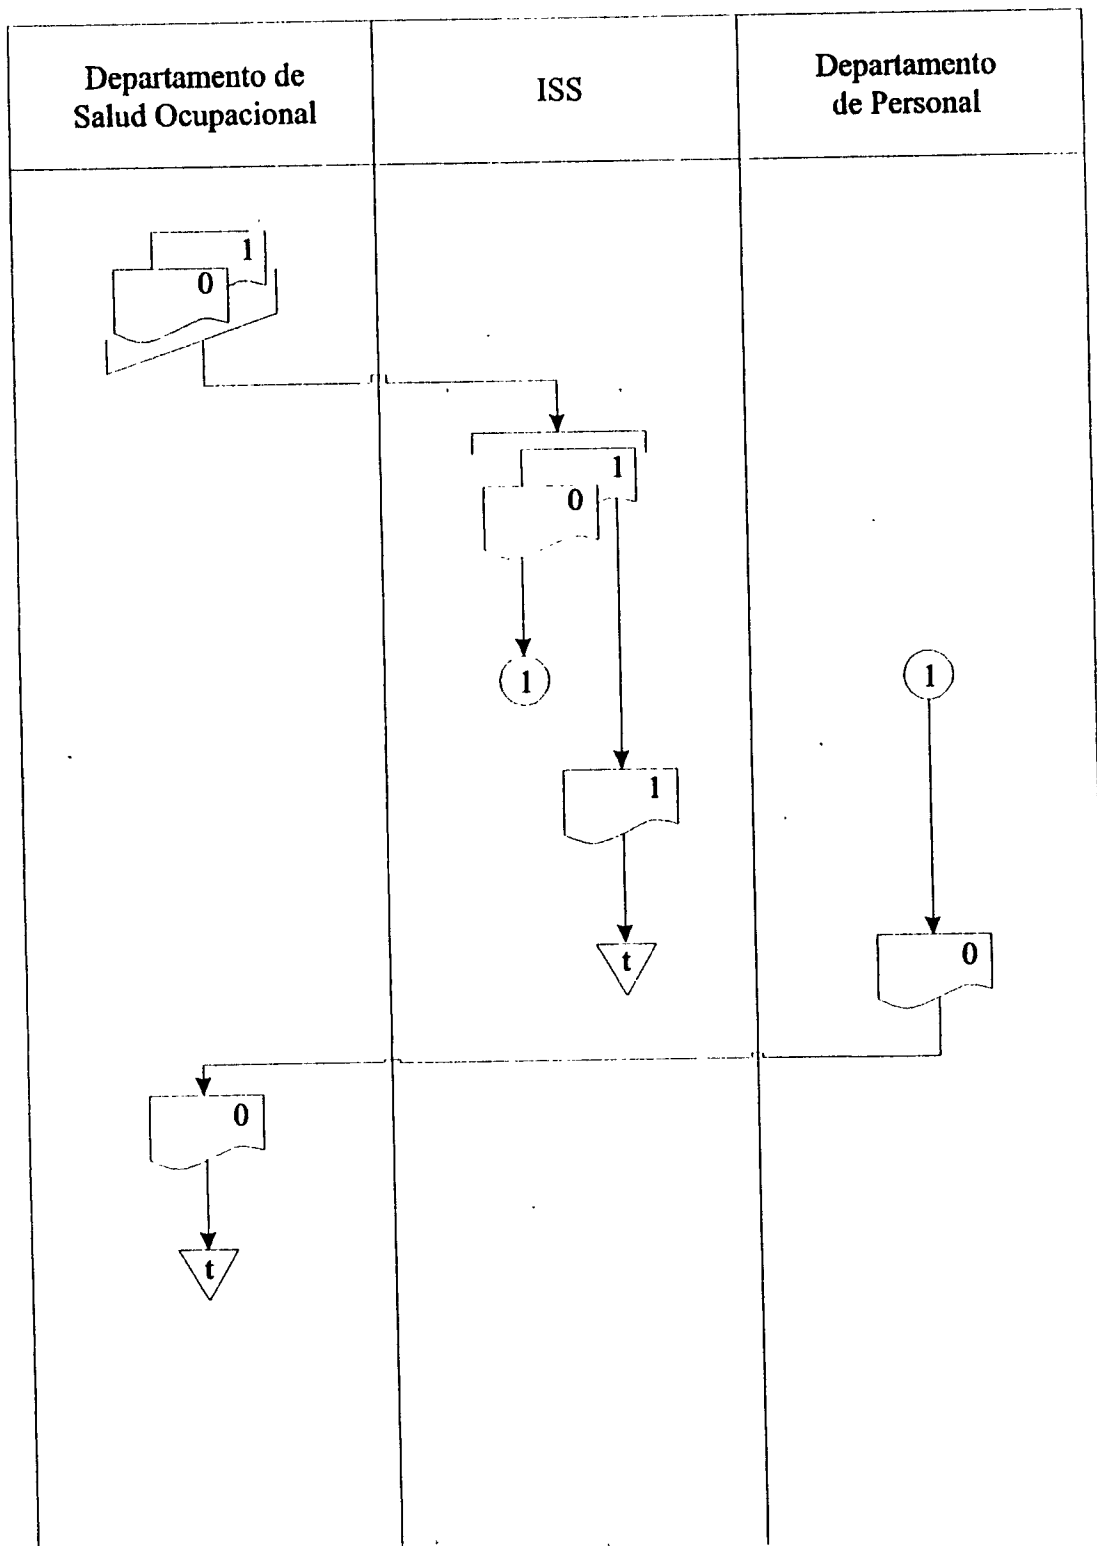 Departamento de
Salud Ocupacional
ISS
Departamento
de Personal
1
0
1
0
1
1
1
t
0
0
t